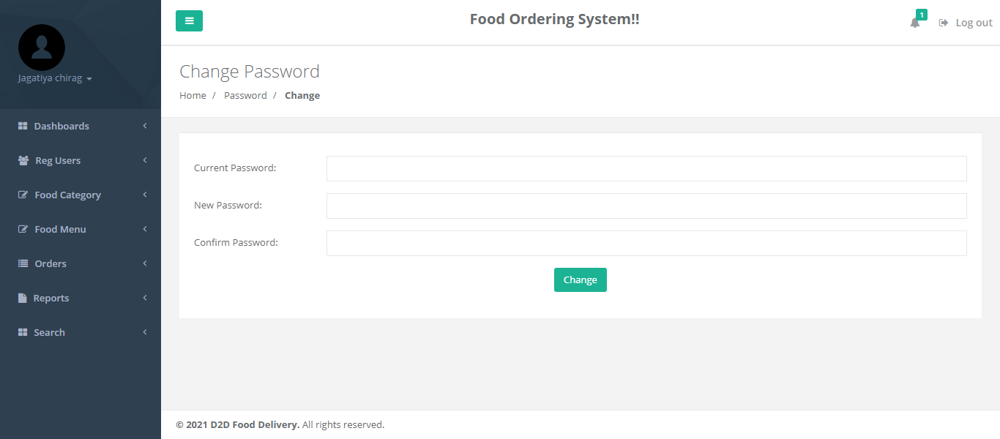 Food Ordering System!!
1
Log out
Jagatiya chirag
Change Password
Home / Password / Change
Dashboards
Reg Users
Food Category
Food Menu
Orders
Reports
Search
Current Password:
New Password:
Confirm Password:
Change
© 2021 D2D Food Delivery. All rights reserved.